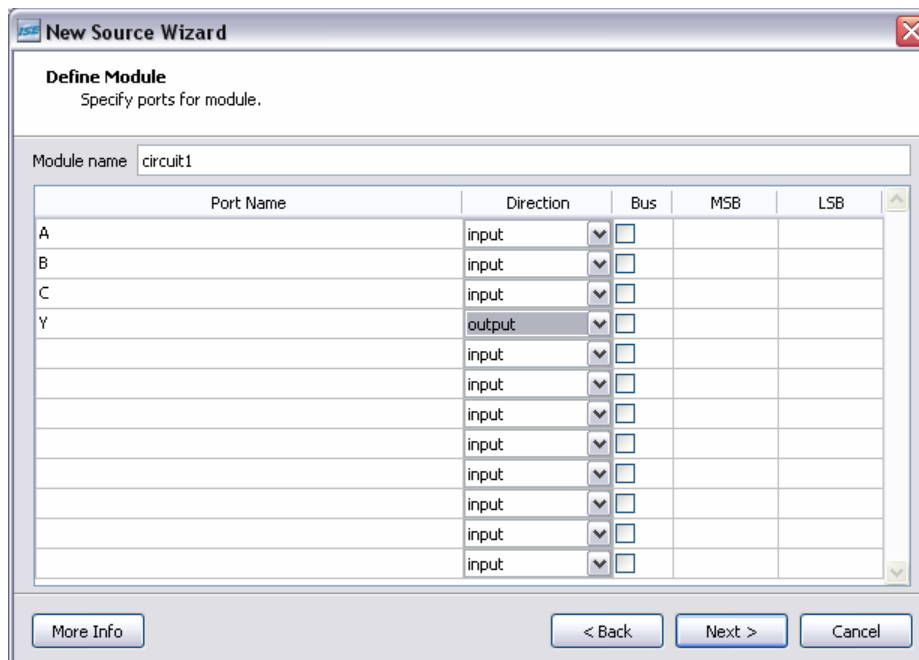 ISE New Source Wizard
Define Module
Specify ports for module.
Module name circuit1
Port Name Direction Bus MSB LSB
A input
B input
C input
Y output
input
input
input
input
input
input
input
input
More Info < Back Next > Cancel